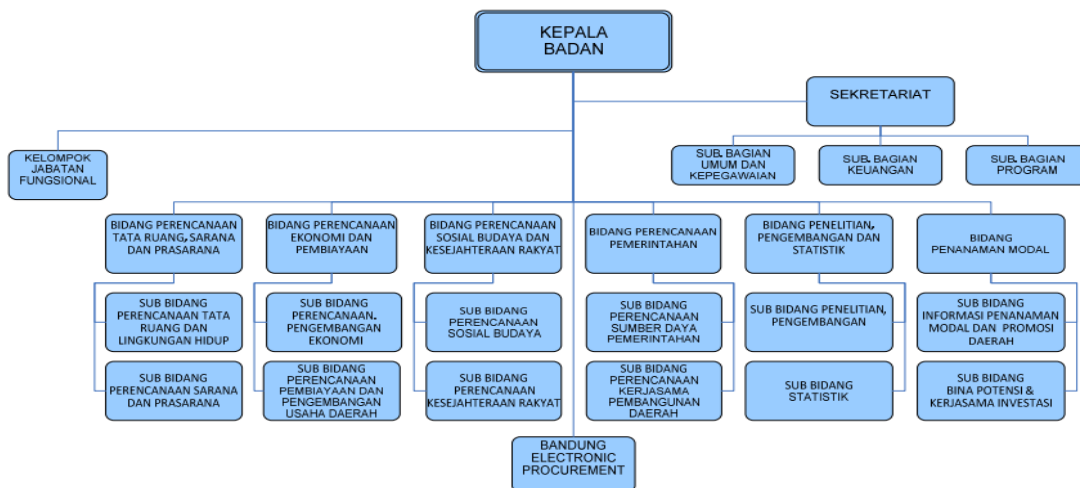 KEPALA
BADAN
SEKRETARIAT
KELOMPOK
JABATAN
FUNGSIONAL
SUB. BAGIAN
UMUM DAN
KEPEGAWAIAN
SUB. BAGIAN
KEUANGAN
SUB. BAGIAN
PROGRAM
BIDANG PERENCANAAN
TATA RUANG, SARANA
DAN PRASARANA
BIDANG PERENCANAAN
EKONOMI DAN
PEMBIAYAAN
BIDANG PERENCANAAN
SOSIAL BUDAYA DAN
KESEJAHTERAAN RAKYAT
BIDANG PERENCANAAN
PEMERINTAHAN
BIDANG PENELITIAN,
PENGEMBANGAN DAN
STATISTIK
BIDANG
PENANAMAN MODAL
SUB BIDANG
PERENCANAAN TATA
RUANG DAN
LINGKUNGAN HIDUP
SUB BIDANG
PERENCANAAN.
PENGEMBANGAN
EKONOMI
SUB BIDANG
PERENCANAAN
SOSIAL BUDAYA
SUB BIDANG
PERENCANAAN
SUMBER DAYA
PEMERINTAHAN
SUB BIDANG PENELITIAN,
PENGEMBANGAN
SUB BIDANG
INFORMASI PENANAMAN
MODAL DAN PROMOSI
DAERAH
SUB BIDANG
PERENCANAAN SARANA
DAN PRASARANA
SUB BIDANG
PERENCANAAN
PEMBIAYAAN DAN
PENGEMBANGAN
USAHA DAERAH
SUB BIDANG
PERENCANAAN
KESEJAHTERAAN RAKYAT
SUB BIDANG
PERENCANAAN
KERJASAMA
PEMBANGUNAN
DAERAH
SUB BIDANG
STATISTIK
SUB BIDANG
BINA POTENSI &
KERJASAMA INVESTASI
BANDUNG
ELECTRONIC
PROCUREMENT